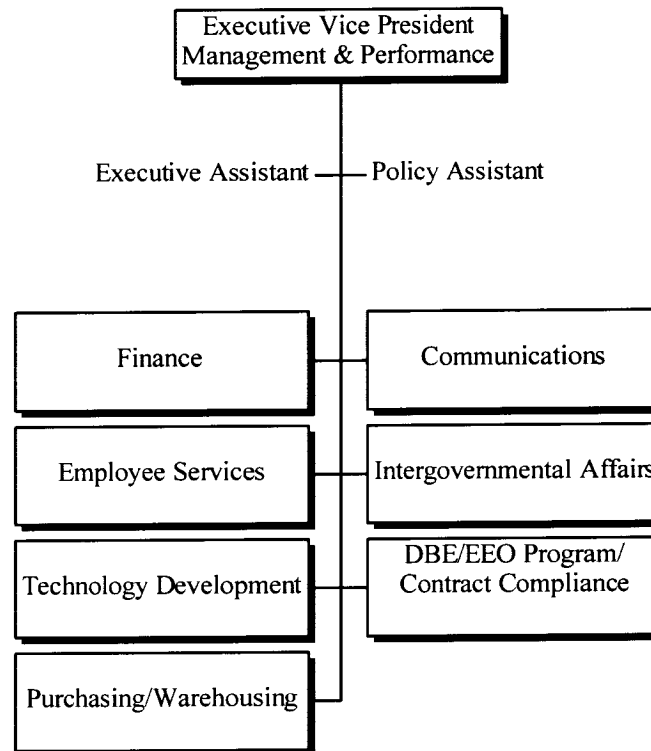 Executive Vice President
Management & Performance
Executive Assistant
Policy Assistant
Finance
Communications
Employee Services
Intergovernmental Affairs
Technology Development
DBE/EEO Program/
Contract Compliance
Purchasing/Warehousing